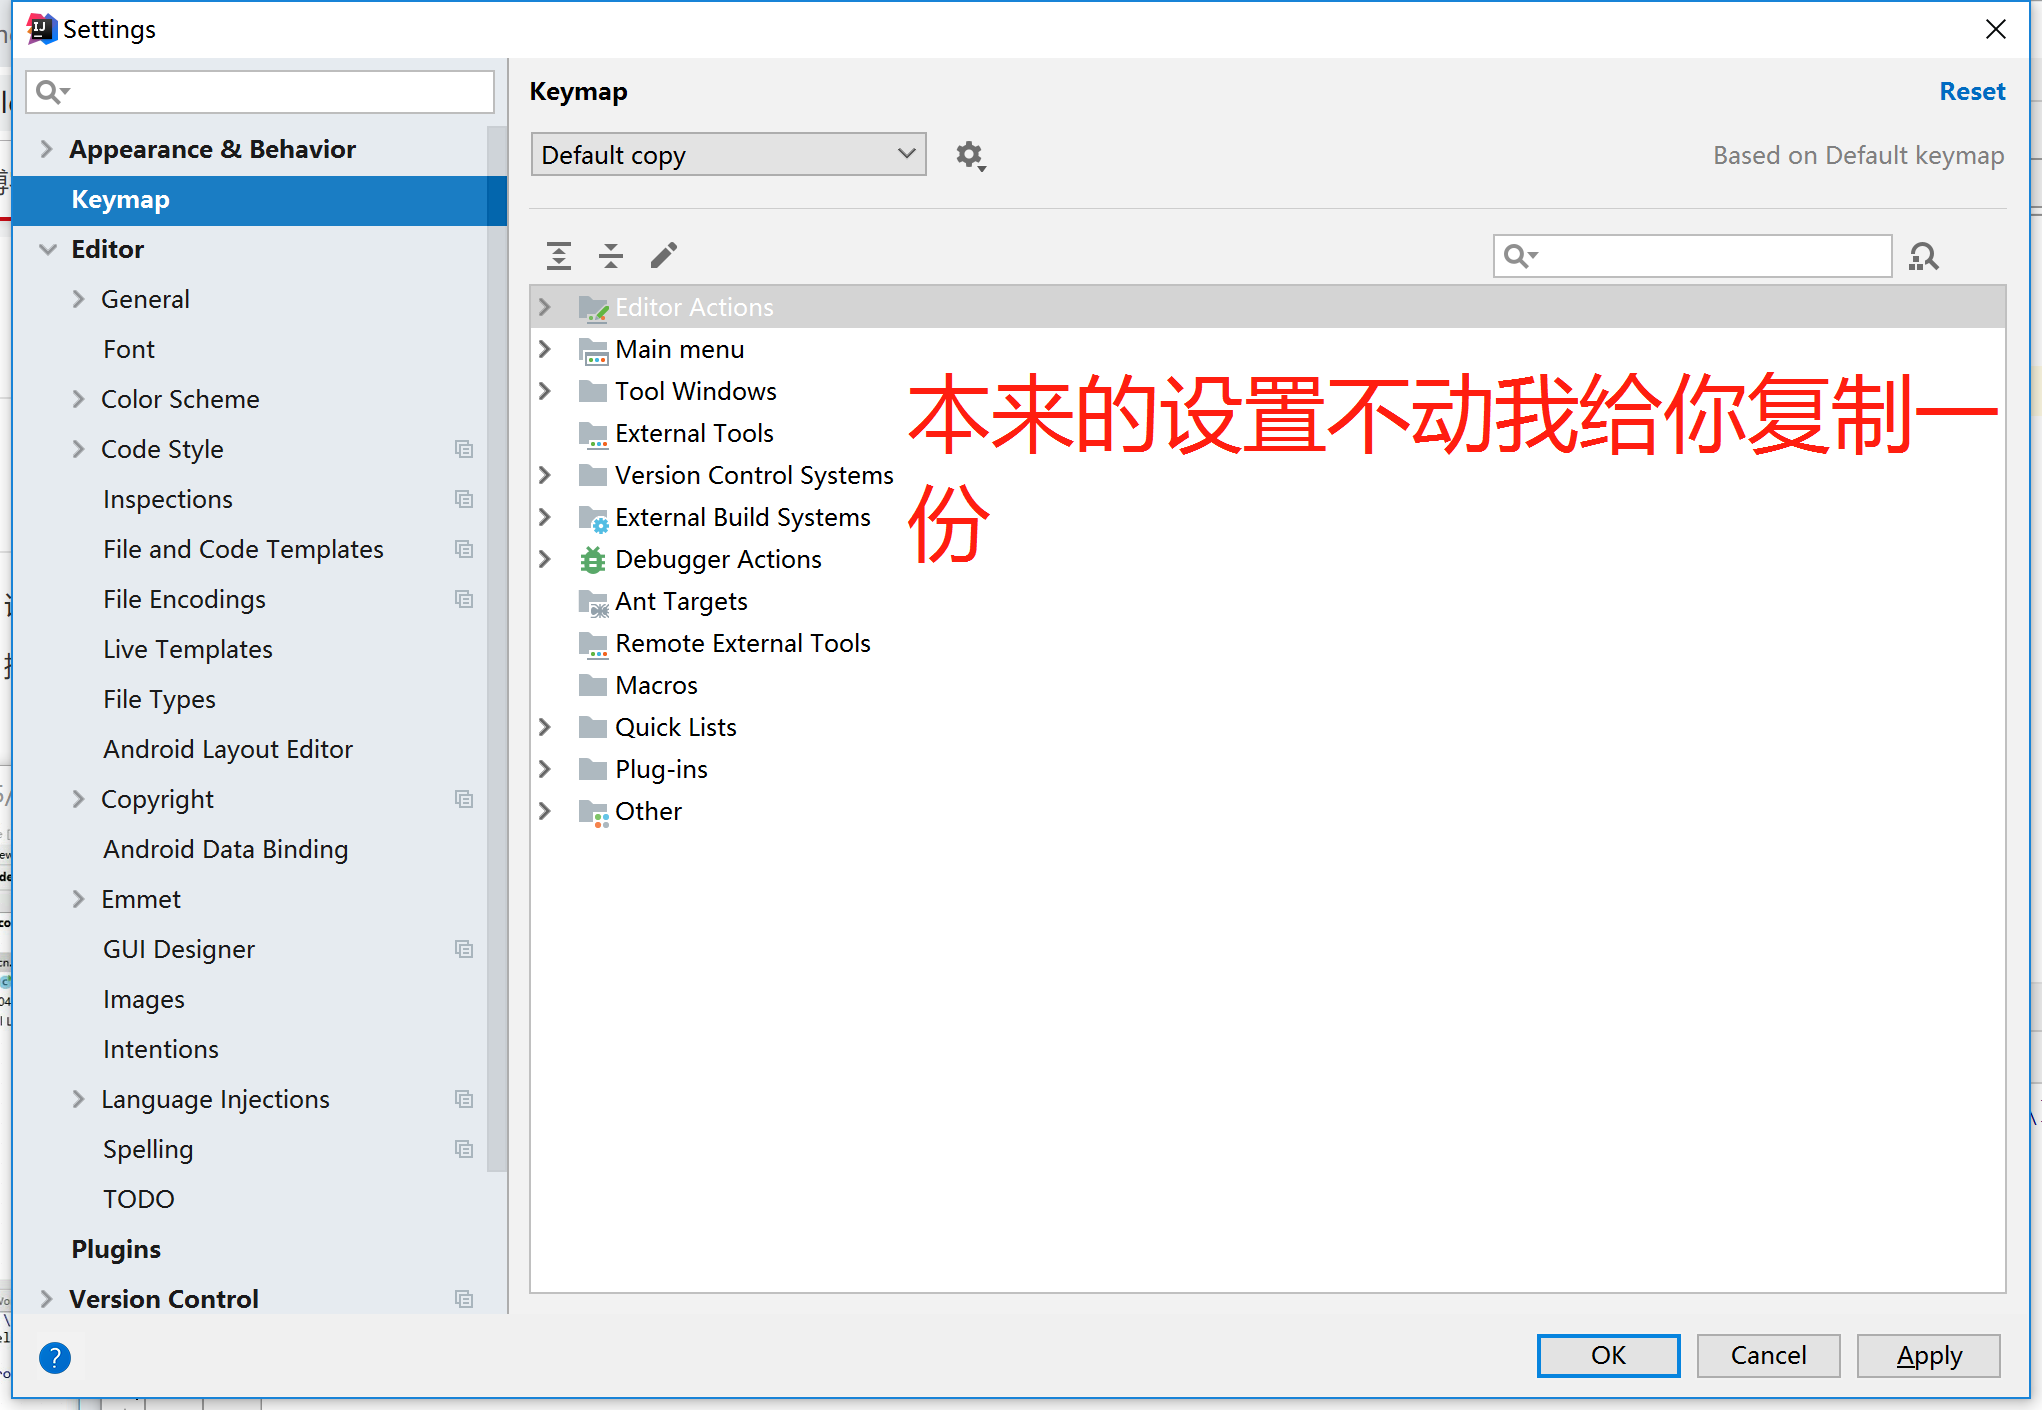 Settings
Keymap
Reset
Appearance & Behavior
Default copy
Based on Default keymap
Keymap
Editor
General
Font
Color Scheme
Code Style
Inspections
File and Code Templates
File Encodings
Live Templates
File Types
Android Layout Editor
Copyright
Android Data Binding
Emmet
GUI Designer
Images
Intentions
Language Injections
Spelling
TODO
Plugins
Version Control
Editor Actions
Main menu
Tool Windows
External Tools
Version Control Systems
External Build Systems
Debugger Actions
Ant Targets
Remote External Tools
Macros
Quick Lists
Plug-ins
Other
本来的设置不动我给你复制一
份
?
OK
Cancel
Apply